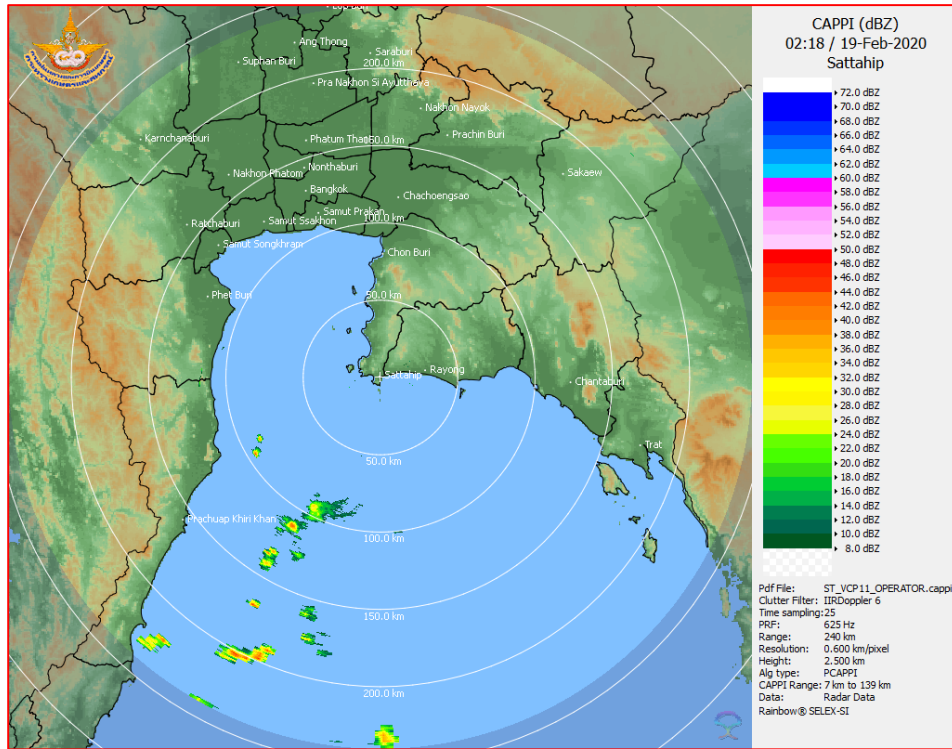 CAPPI (dBZ)
02:18 / 19-Feb-2020
Sattahip
72.0 dBZ
70.0 dBZ
68.0 dBZ
66.0 dBZ
64.0 dBZ
62.0 dBZ
60.0 dBZ
58.0 dBZ
56.0 dBZ
54.0 dBZ
52.0 dBZ
50.0 dBZ
48.0 dBZ
46.0 dBZ
44.0 dBZ
42.0 dBZ
40.0 dBZ
38.0 dBZ
36.0 dBZ
34.0 dBZ
32.0 dBZ
30.0 dBZ
28.0 dBZ
26.0 dBZ
24.0 dBZ
22.0 dBZ
20.0 dBZ
18.0 dBZ
16.0 dBZ
14.0 dBZ
12.0 dBZ
10.0 dBZ
8.0 dBZ
Pdf File: ST_VCP11_OPERATOR.cappi
Clutter Filter: IIRDoppler 6
Time sampling:25
PRF: 625 Hz
Range: 240 km
Resolution: 0.600 km/pixel
Height: 2.500 km
Alg type: PCAPPI
CAPPI Range: 7 km to 139 km
Data: Radar Data
Rainbow® SELEX-SI
Ang Thong
Saraburi
Suphan Buri
200.0 km
Pra Nakhon Si Ayutthaya
Nakhon Nayok
Karnchanaburi
Phatum
Prachin Buri
Nonthaburi
Nakhon Phatom
Sakaew
Bangkok
Chachoengsao
Samut Prakan
Ratchaburi
Samut Ssakhon
100.0 km
Samut Songkhram
Chon Buri
Phet Buri
50.0 km
Sattahip
Rayong
Chantaburi
Trat
50.0 km
Prachuap Khiri Khan
100.0 km
150.0 km
200.0 km